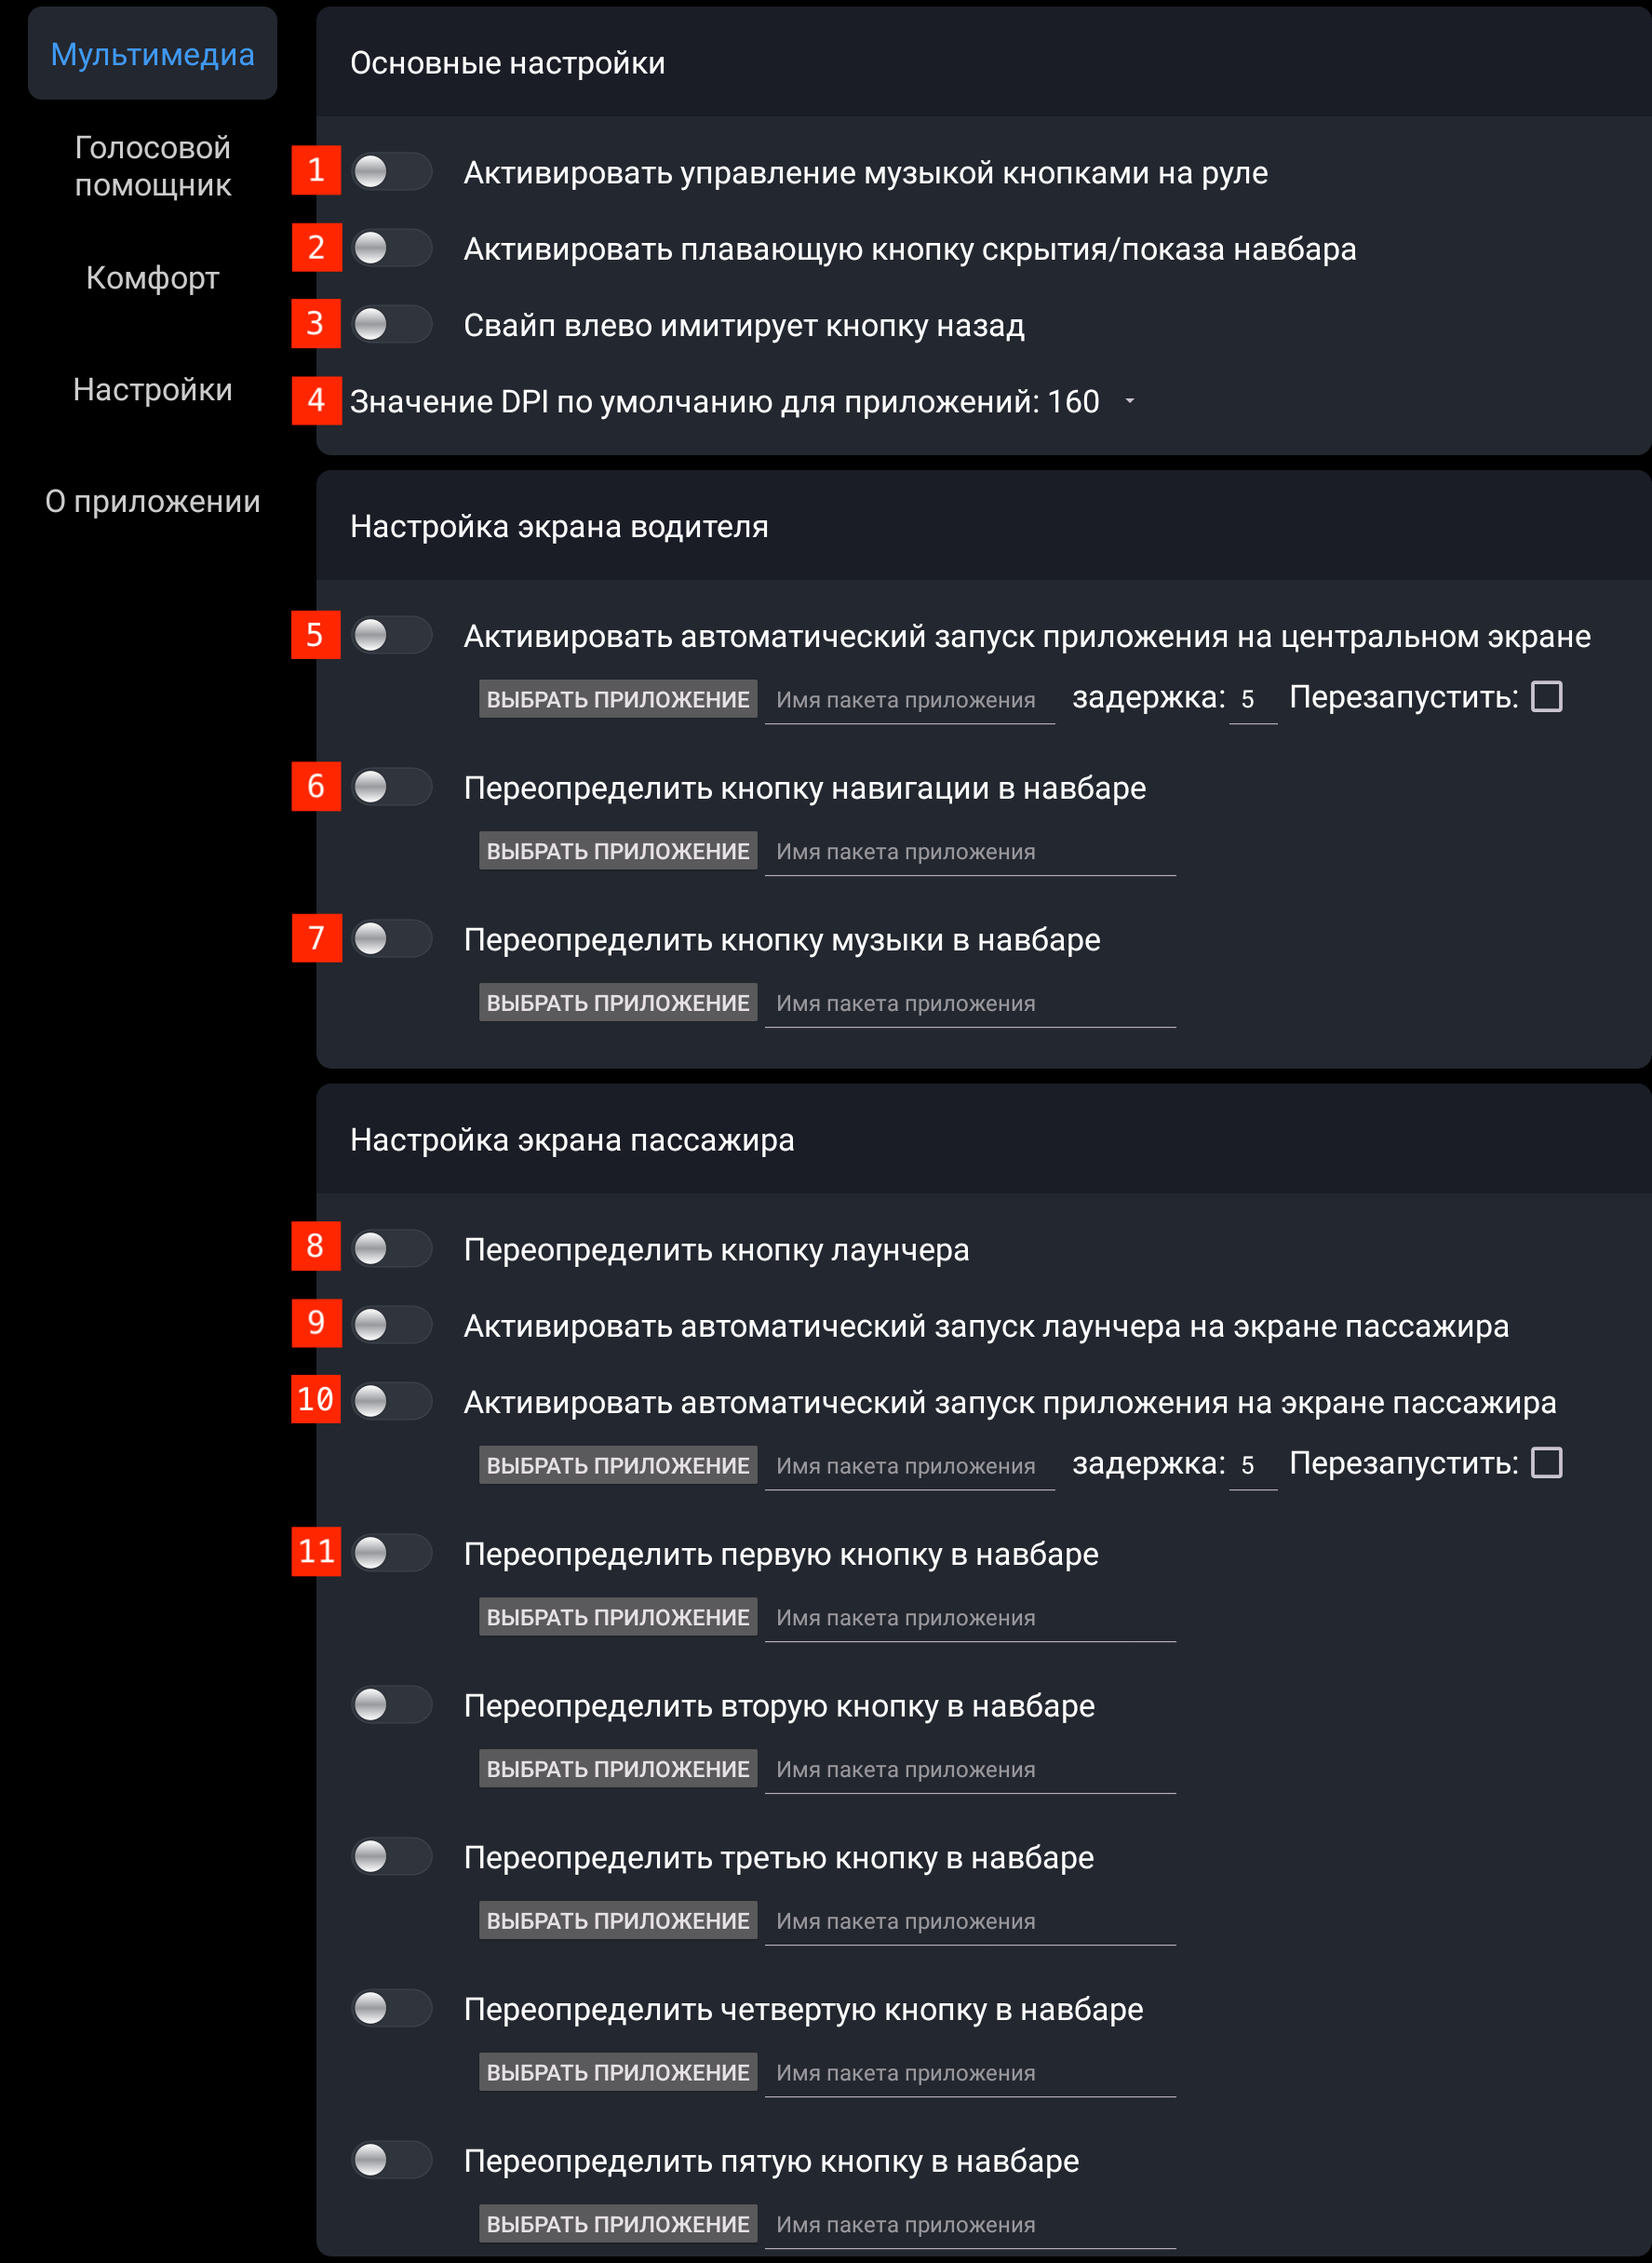 Мультимедиа
Голосовой
помощник
Комфорт
Настройки
О приложении
Основные настройки
1 Активировать управление музыкой кнопками на руле
2 Активировать плавающую кнопку скрытия/показа навбара
3 Свайп влево имитирует кнопку назад
4 Значение DPI по умолчанию для приложений: 160
Настройка экрана водителя
5 Активировать автоматический запуск приложения на центральном экране
ВЫБРАТЬ ПРИЛОЖЕНИЕ Имя пакета приложения задержка: 5 Перезапустить:
6 Переопределить кнопку навигации в навбаре
ВЫБРАТЬ ПРИЛОЖЕНИЕ Имя пакета приложения
7 Переопределить кнопку музыки в навбаре
ВЫБРАТЬ ПРИЛОЖЕНИЕ Имя пакета приложения
Настройка экрана пассажира
8 Переопределить кнопку лаунчера
9 Активировать автоматический запуск лаунчера на экране пассажира
10 Активировать автоматический запуск приложения на экране пассажира
ВЫБРАТЬ ПРИЛОЖЕНИЕ Имя пакета приложения задержка: 5 Перезапустить:
11 Переопределить первую кнопку в навбаре
ВЫБРАТЬ ПРИЛОЖЕНИЕ Имя пакета приложения
Переопределить вторую кнопку в навбаре
ВЫБРАТЬ ПРИЛОЖЕНИЕ Имя пакета приложения
Переопределить третью кнопку в навбаре
ВЫБРАТЬ ПРИЛОЖЕНИЕ Имя пакета приложения
Переопределить четвертую кнопку в навбаре
ВЫБРАТЬ ПРИЛОЖЕНИЕ Имя пакета приложения
Переопределить пятую кнопку в навбаре
ВЫБРАТЬ ПРИЛОЖЕНИЕ Имя пакета приложения